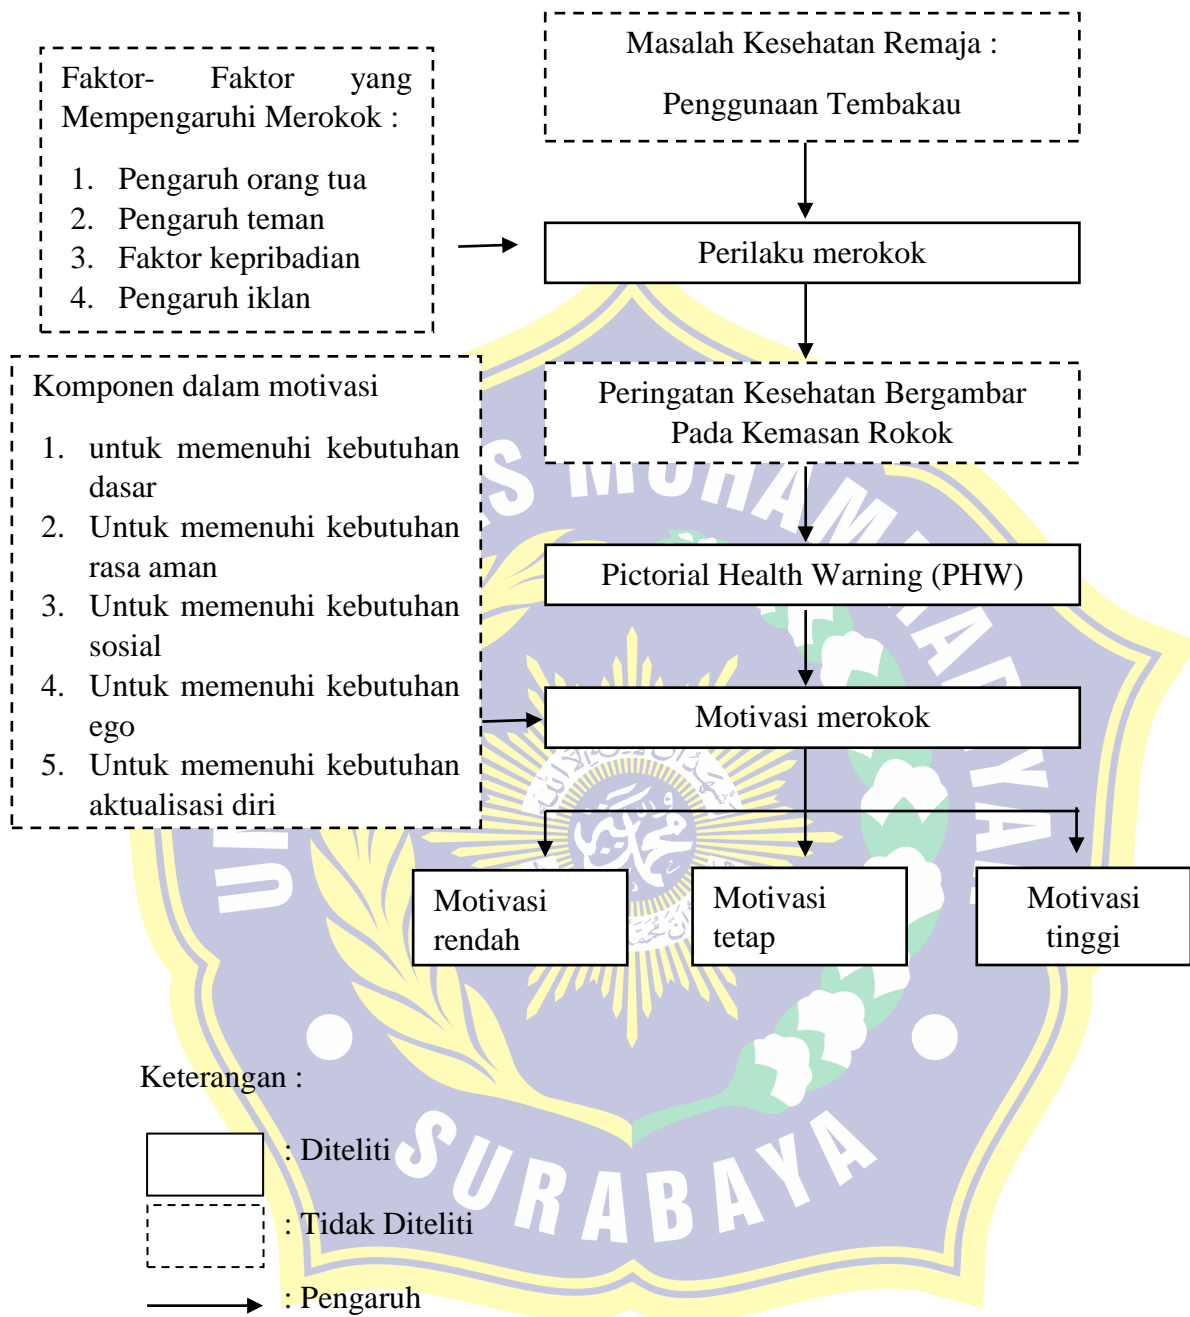 Masalah Kesehatan Remaja :
Penggunaan Tembakau
Faktor- Faktor yang
Mempengaruhi Merokok :
1. Pengaruh orang tua
2. Pengaruh teman
3. Faktor kepribadian
4. Pengaruh iklan
Perilaku merokok
Komponen dalam motivasi
1. untuk memenuhi kebutuhan
dasar
2. Untuk memenuhi kebutuhan
rasa aman
3. Untuk memenuhi kebutuhan
sosial
4. Untuk memenuhi kebutuhan
ego
5. Untuk memenuhi kebutuhan
aktualisasi diri
Peringatan Kesehatan Bergambar
Pada Kemasan Rokok
Pictorial Health Warning (PHW)
Motivasi merokok
Motivasi
rendah
Motivasi
tetap
Motivasi
tinggi
Keterangan :
: Diteliti
: Tidak Diteliti
: Pengaruh
SURABAYA